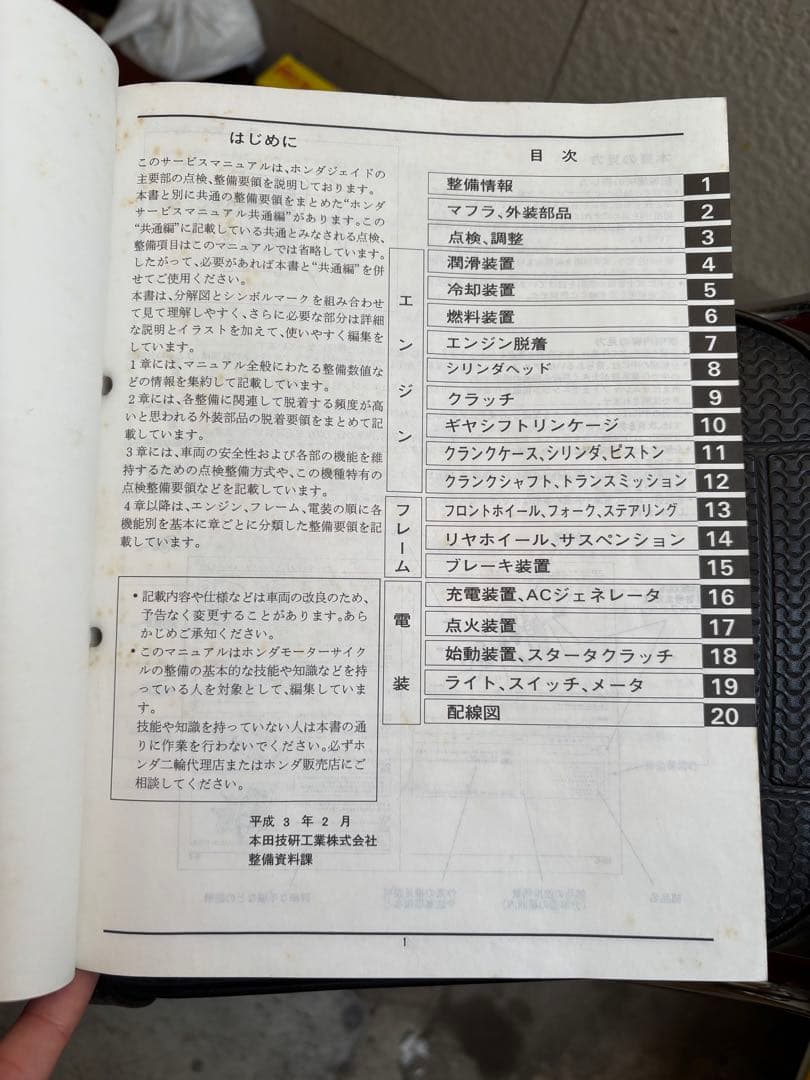 はじめに
このサービスマニュアルは、ホンダジェイドの
主要部の点検、整備要領を説明しております。
本書と別に共通の整備要領をまとめた“ホンダ
サービスマニュアル共通編”があります。この
“共通編”に記載している共通とみなされる点検、
整備項目はこのマニュアルでは省略しています。
したがって、必要があれば本書と“共通編”を併
せてご使用ください。
本書は、分解図とシンボルマークを組み合わせ
て見て理解しやすく、さらに必要な部分は詳細
な説明とイラストを加えて、使いやすく編集を
しています。
1章には、マニュアル全般にわたる整備数値な
どの情報を集約して記載しています。
2章には、各整備に関連して脱着する頻度が高
いと思われる外装部品の脱着要領をまとめて記
載しています。
3章には、車両の安全性および各部の機能を維
持するための点検整備方式や、この機種特有の
点検整備要領などを記載しています。
4章以降は、エンジン、フレーム、電装の順に各
機能別を基本に章ごとに分類した整備要領を記
載しています。
•記載内容や仕様などは車両の改良のため、
予告なく変更することがあります。あら
かじめご承知ください。
•このマニュアルはホンダモーターサイク
ルの整備の基本的な技能や知識などを持
っている人を対象として、編集していま
す。
技能や知識を持っていない人は本書の通
りに作業を行わないでください。必ずホ
ンダ二輪代理店またはホンダ販売店にご
相談してください。
平成 3 年 2 月
本田技研工業株式会社
整備資料課
目次
整備情報 1
マフラ、外装部品 2
点検、調整 3
エンジン
潤滑装置 4
冷却装置 5
燃料装置 6
エンジン脱着 7
シリンダヘッド 8
クラッチ 9
ギヤシフトリンケージ 10
クランクケース、シリンダ、ピストン 11
クランクシャフト、トランスミッション 12
フレーム
フロントホイール、フォーク、ステアリング 13
リヤホイール、サスペンション 14
ブレーキ装置 15
電装
充電装置、ACジェネレータ 16
点火装置 17
始動装置、スタータクラッチ 18
ライト、スイッチ、メータ 19
配線図 20
1